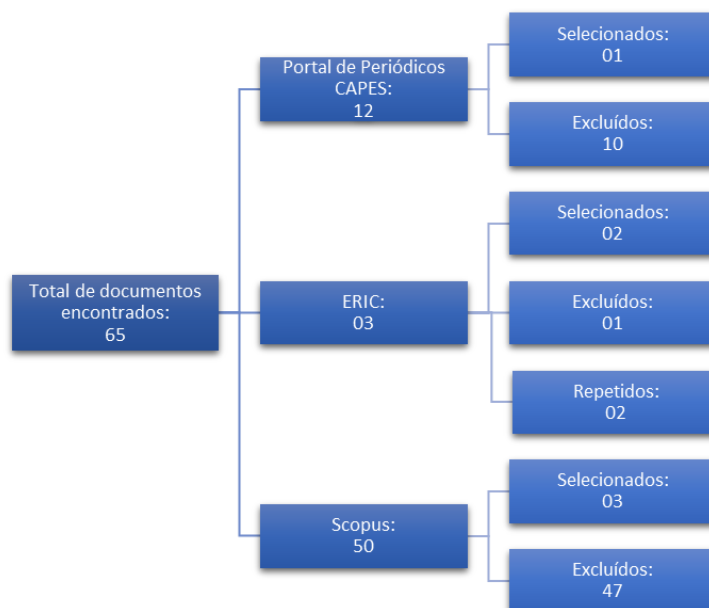 Total de documentos
encontrados:
65
Portal de Periódicos
CAPES:
12
Selecionados:
01
Excluídos:
10
ERIC:
03
Selecionados:
02
Excluídos:
01
Repetidos:
02
Scopus:
50
Selecionados:
03
Excluídos:
47